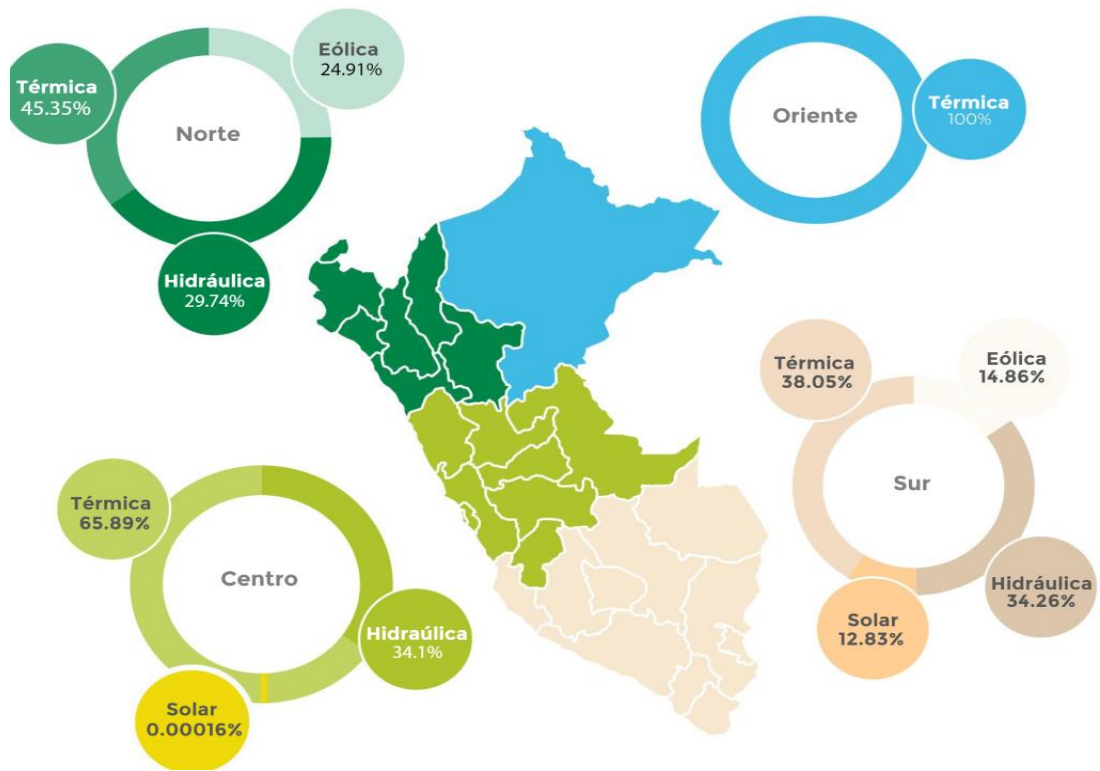 Norte
Térmica
45.35%
Eólica
24.91%
Hidráulica
29.74%
Oriente
Térmica
100%
Centro
Térmica
65.89%
Hidraúlica
34.1%
Solar
0.00016%
Sur
Térmica
38.05%
Eólica
14.86%
Hidráulica
34.26%
Solar
12.83%